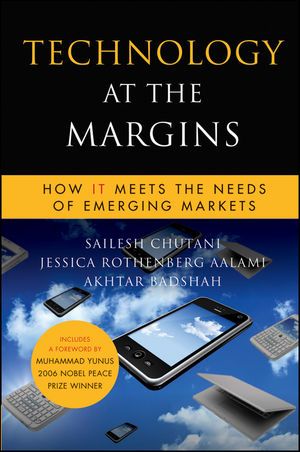 TECHNOLOGY
AT THE
MARGINS
HOW IT MEETS THE NEEDS
OF EMERGING MARKETS
SAILESH CHUTANI
JESSICA ROTHENBERG AALAMI
AKHTAR BADSHAH
INCLUDES
A FOREWORD BY
MUHAMMAD YUNUS
2006 NOBEL PEACE
PRIZE WINNER